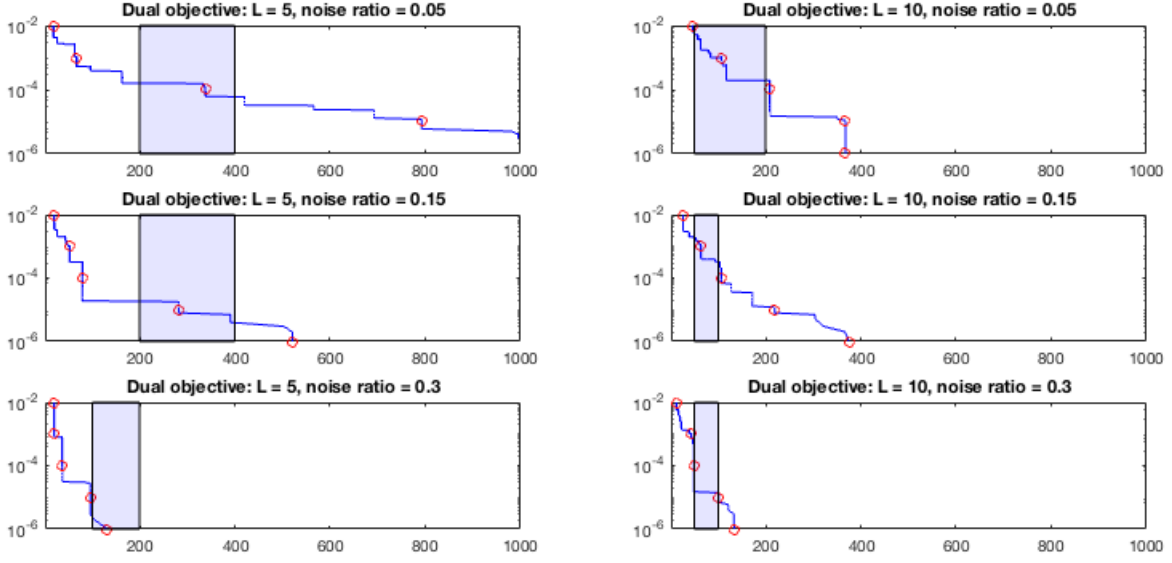 Dual objective: L = 5, noise ratio = 0.05
10^-2
10^-4
10^-6
200 400 600 800 1000
Dual objective: L = 10, noise ratio = 0.05
10^-2
10^-4
10^-6
200 400 600 800 1000
Dual objective: L = 5, noise ratio = 0.15
10^-2
10^-4
10^-6
200 400 600 800 1000
Dual objective: L = 10, noise ratio = 0.15
10^-2
10^-4
10^-6
200 400 600 800 1000
Dual objective: L = 5, noise ratio = 0.3
10^-2
10^-4
10^-6
200 400 600 800 1000
Dual objective: L = 10, noise ratio = 0.3
10^-2
10^-4
10^-6
200 400 600 800 1000